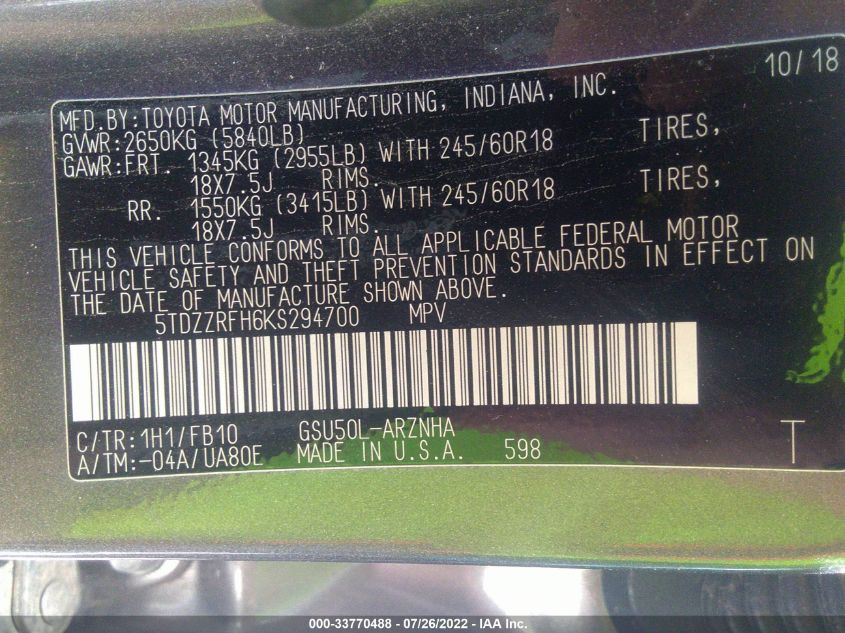 10/18
MFD.BY:TOYOTA MOTOR MANUFACTURING, INDIANA, INC.
GVWR:2650KG (5840LB)
GAWR:FRT. 1345KG (2955LB) WITH 245/60R18 TIRES,
18X7.5J RIMS.
RR. 1550KG (3415LB) WITH 245/60R18 TIRES,
18X7.5J RIMS.
THIS VEHICLE CONFORMS TO ALL APPLICABLE FEDERAL MOTOR
VEHICLE SAFETY AND THEFT PREVENTION STANDARDS IN EFFECT ON
THE DATE OF MANUFACTURE SHOWN ABOVE.
5TDZZRFH6KS294700 MPV
C/TR:1H1/FB10 GSU50L-ARZNHA
A/TM:-04A/UA80E MADE IN U.S.A. 598 T
000-33770488 - 07/26/2022 - IAA Inc.